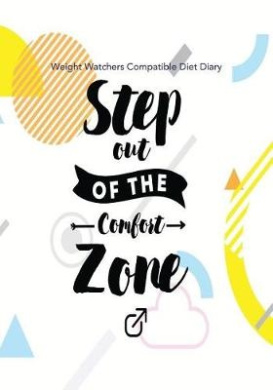 Weight Watchers Compatible Diet Diary
Step
out
OF THE
Comfort
Zone